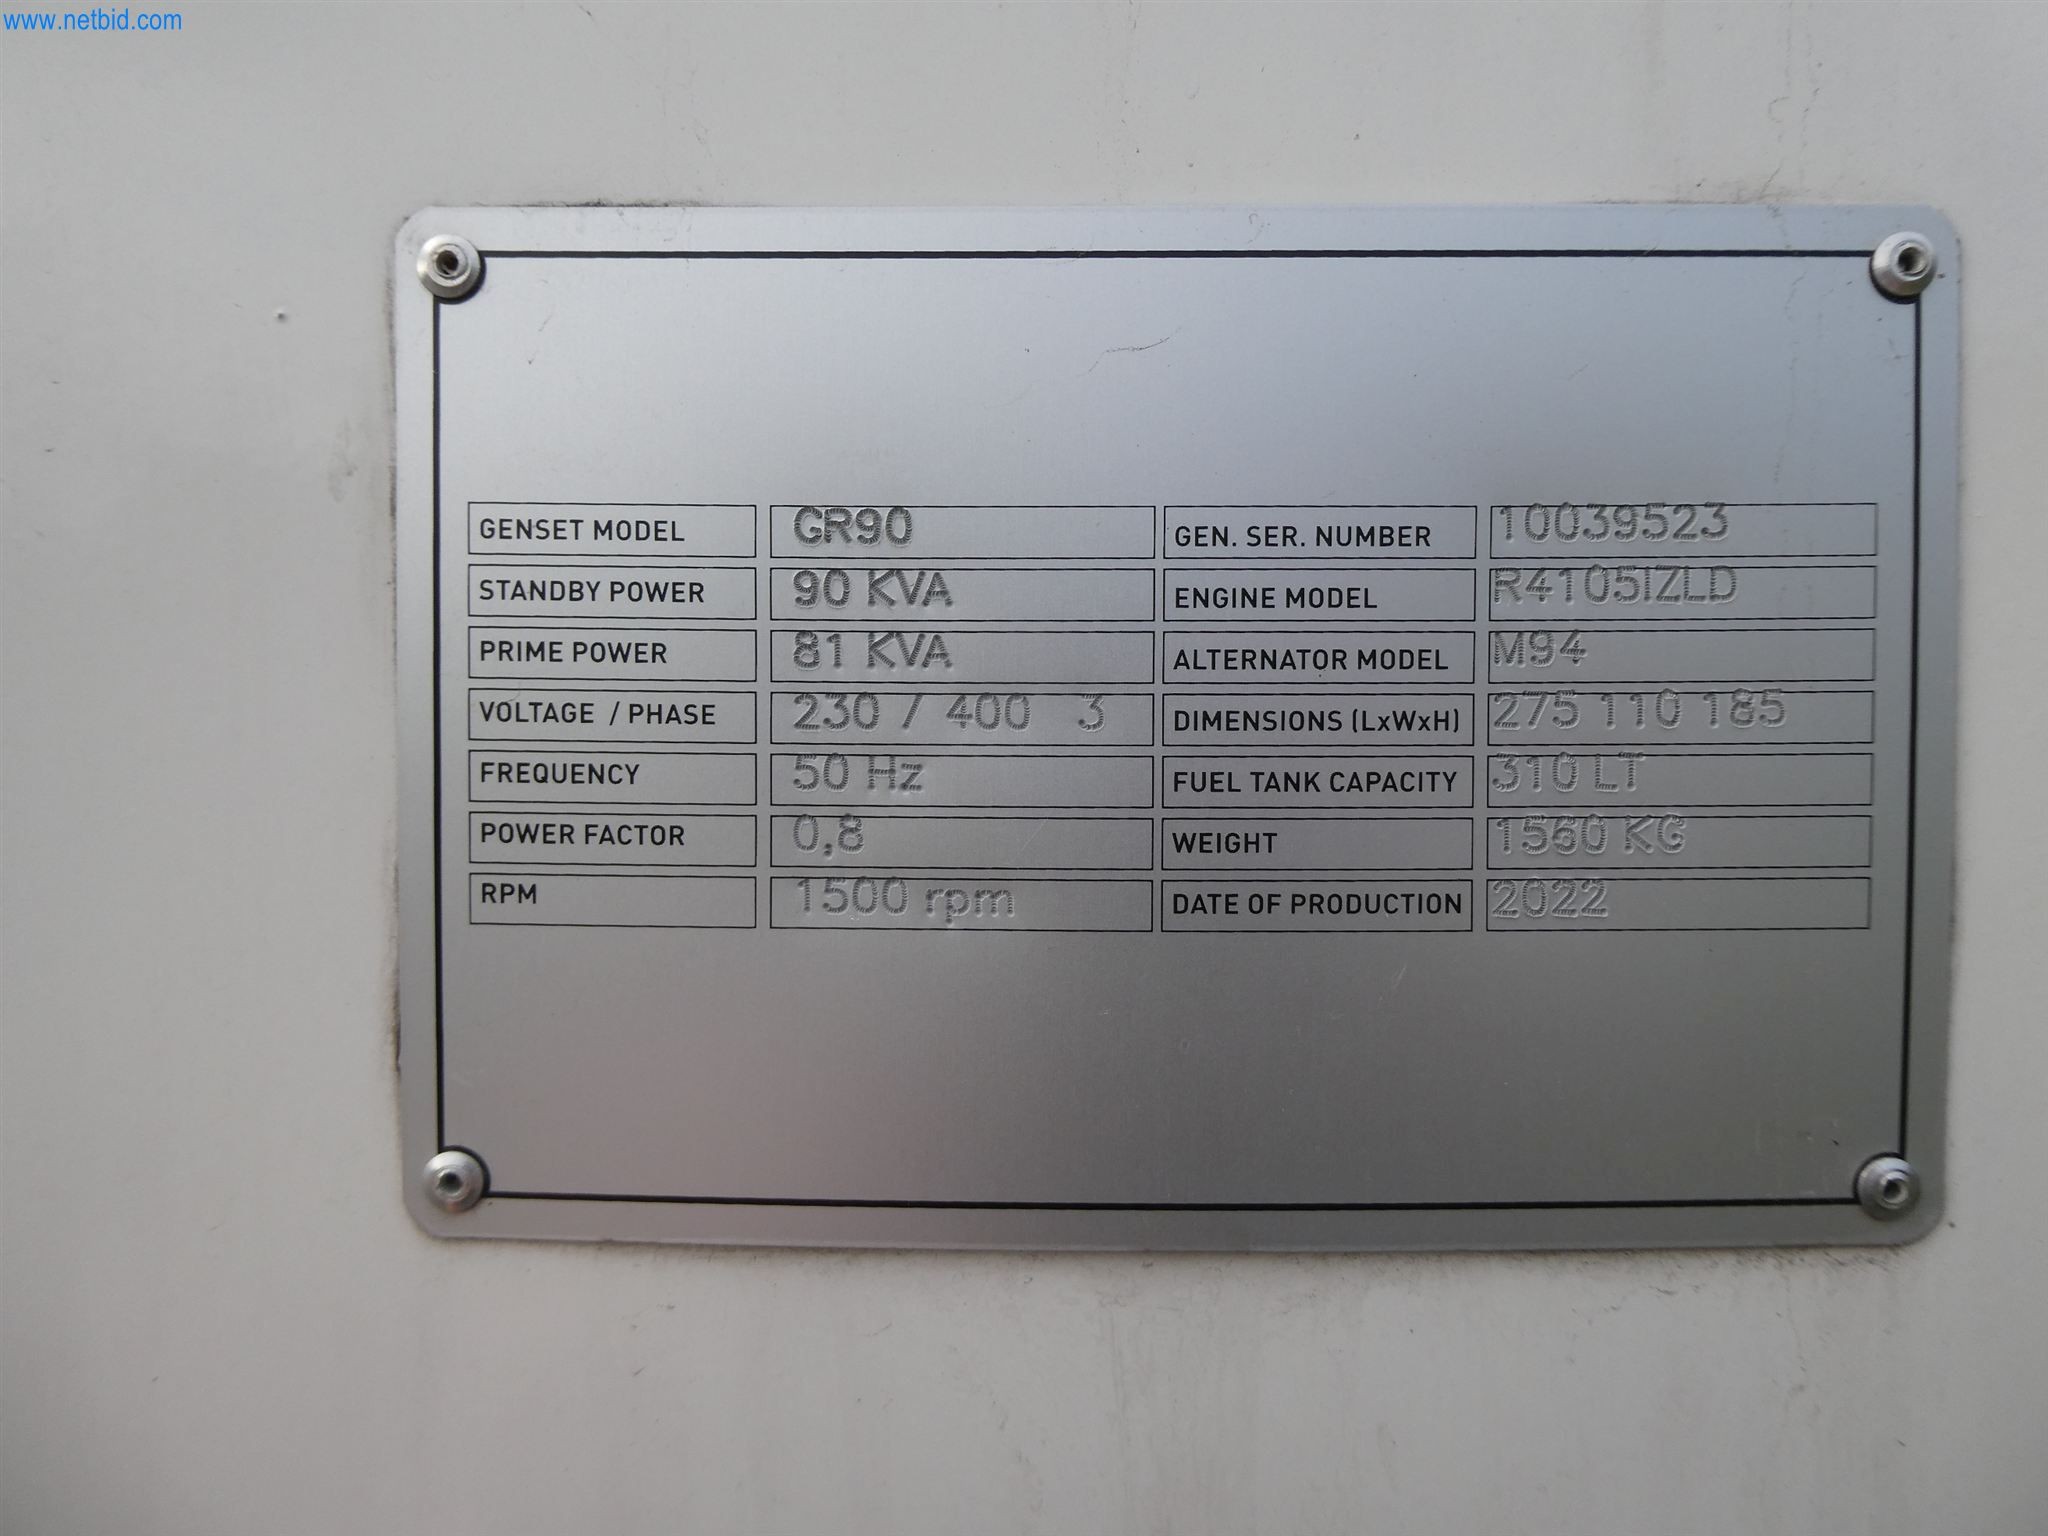 www.netbid.com
GENSET MODEL GR90 GEN. SER. NUMBER 10039523
STANDBY POWER 90 KVA ENGINE MODEL R4105IZLD
PRIME POWER 81 KVA ALTERNATOR MODEL M94
VOLTAGE / PHASE 230 / 400 3 DIMENSIONS (LxWxH) 275 110 185
FREQUENCY 50 Hz FUEL TANK CAPACITY 310 LT
POWER FACTOR 0,8 WEIGHT 1560 KG
RPM 1500 rpm DATE OF PRODUCTION 2022